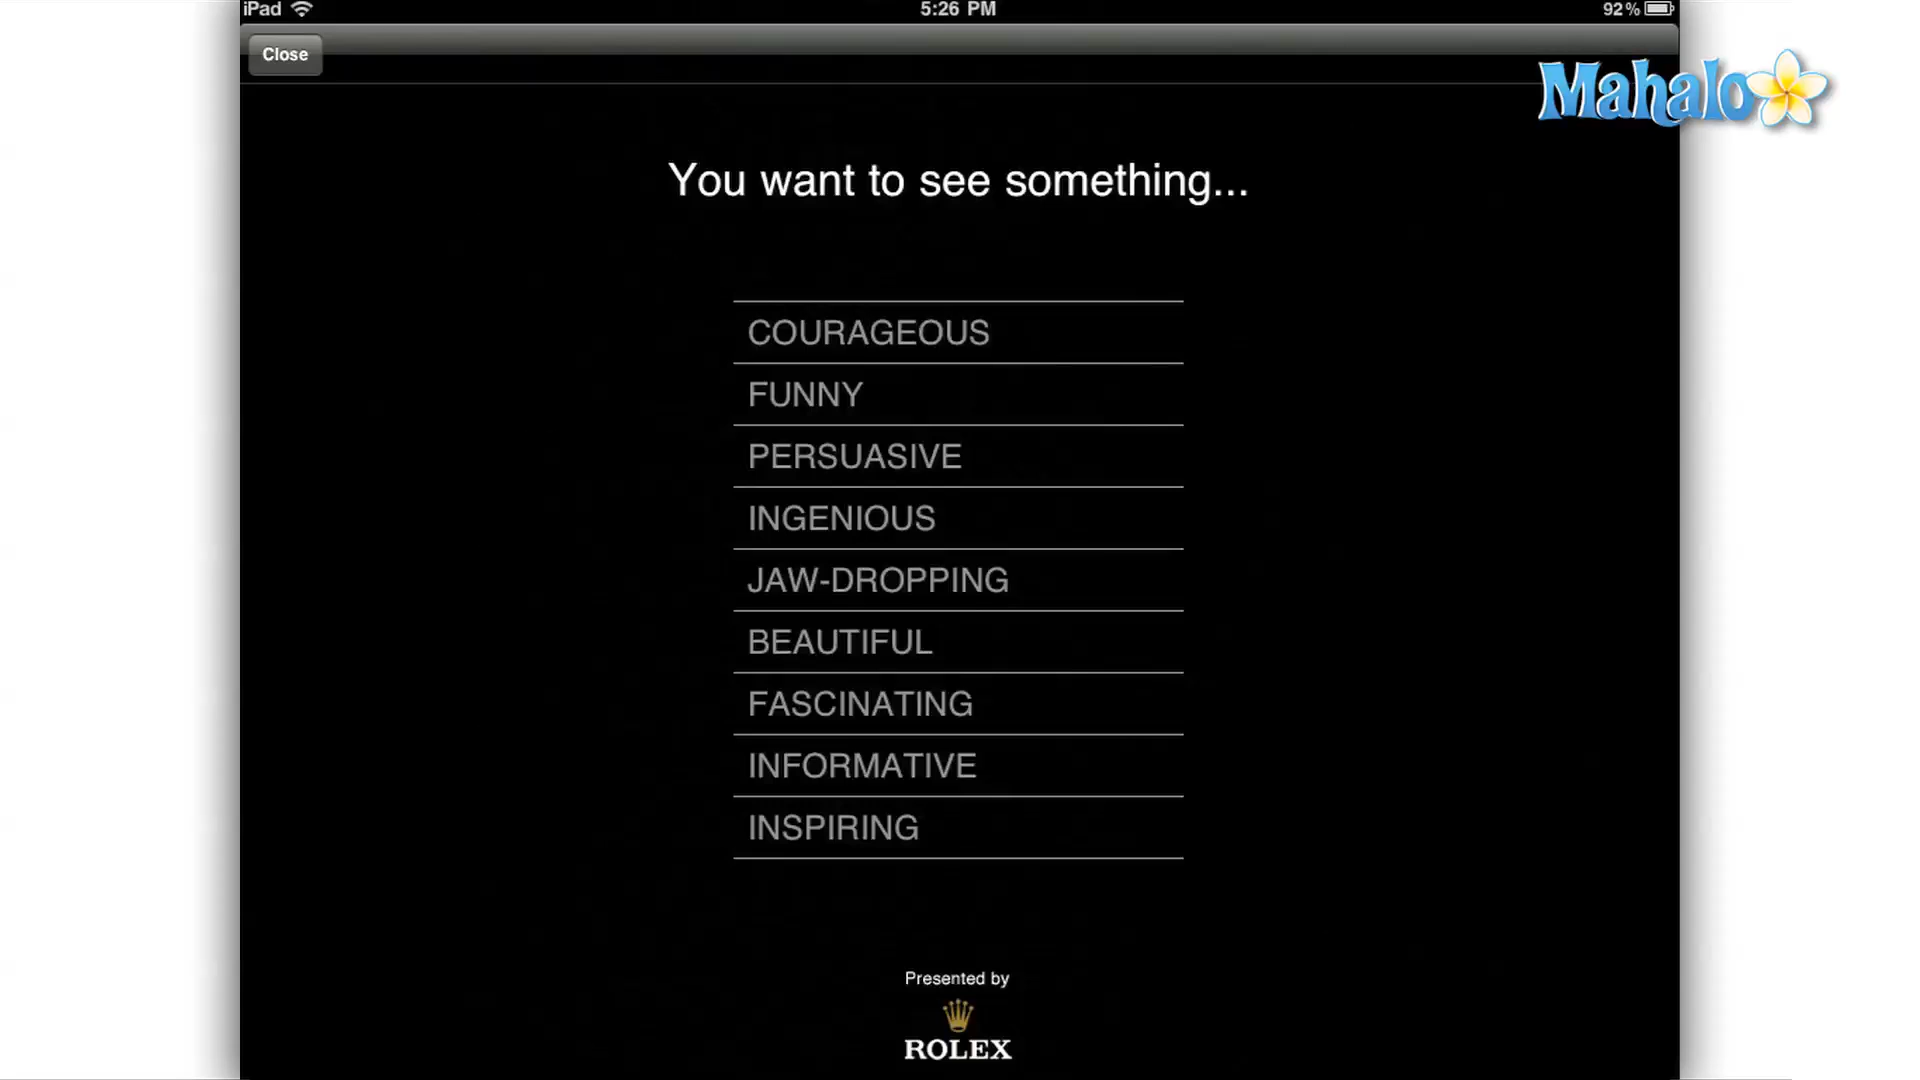 iPad
5:26 PM
92%
Close
Mahalo
You want to see something...
COURAGEOUS
FUNNY
PERSUASIVE
INGENIOUS
JAW-DROPPING
BEAUTIFUL
FASCINATING
INFORMATIVE
INSPIRING
Presented by
ROLEX